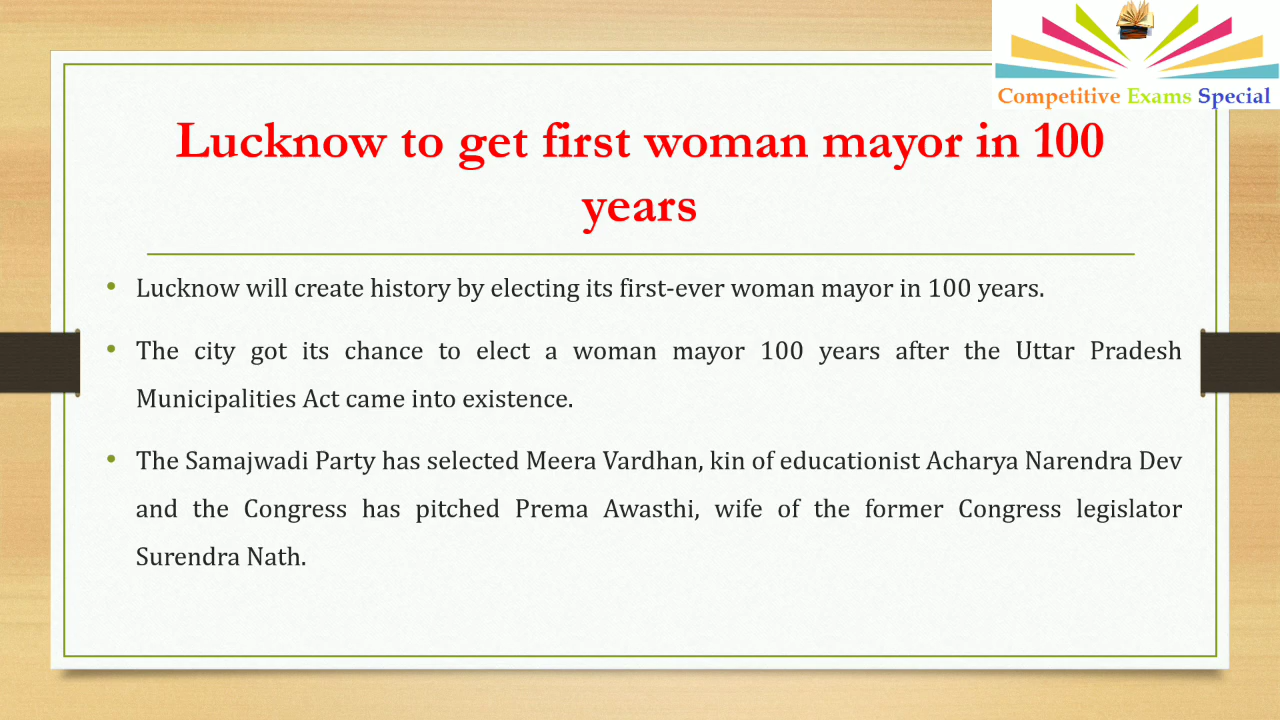 Competitive Exams Special
Lucknow to get first woman mayor in 100
years
• Lucknow will create history by electing its first-ever woman mayor in 100 years.
• The city got its chance to elect a woman mayor 100 years after the Uttar Pradesh
Municipalities Act came into existence.
• The Samajwadi Party has selected Meera Vardhan, kin of educationist Acharya Narendra Dev
and the Congress has pitched Prema Awasthi, wife of the former Congress legislator
Surendra Nath.